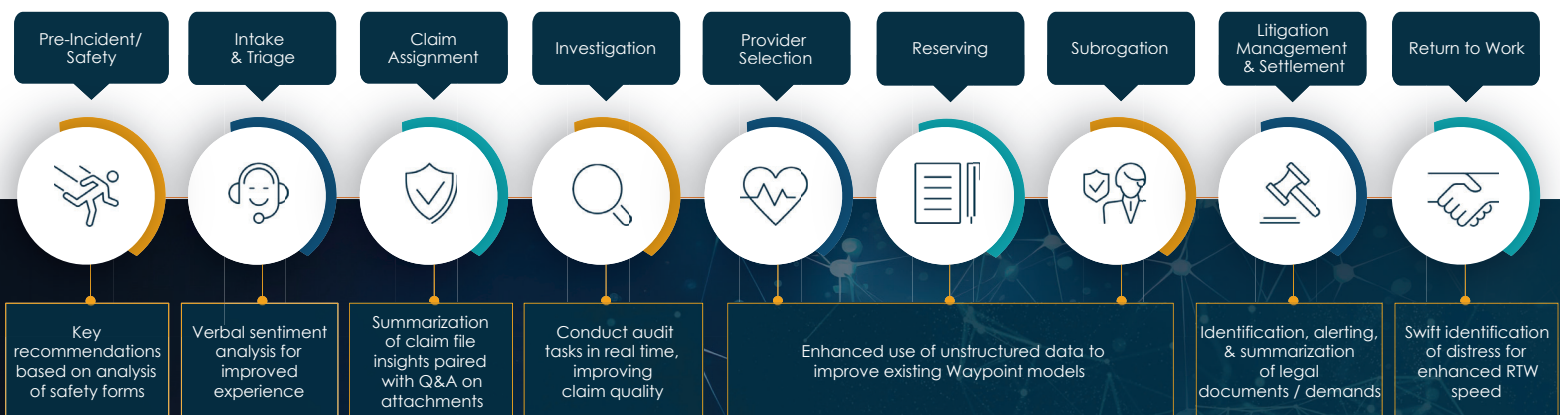 Pre-Incident/
Safety
Intake
& Triage
Claim
Assignment
Investigation
Provider
Selection
Reserving
Subrogation
Litigation
Management
& Settlement
Return to Work
Key
recommendations
based on analysis
of safety forms
Verbal sentiment
analysis for
improved
experience
Summarization
of claim file
insights paired
with Q&A on
attachments
Conduct audit
tasks in real time,
improving
claim quality
Enhanced use of unstructured data to
improve existing Waypoint models
Identification, alerting,
& summarization
of legal
documents / demands
Swift identification
of distress for
enhanced RTW
speed